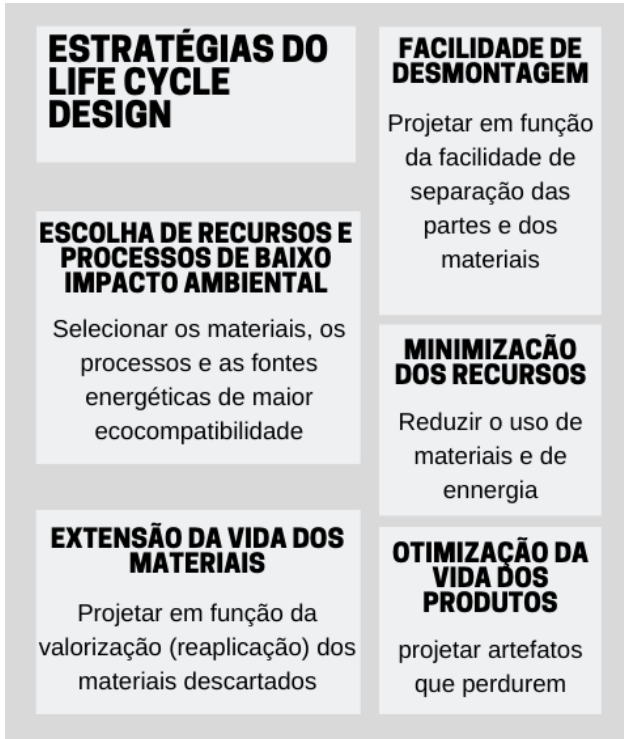 ESTRATÉGIAS DO
LIFE CYCLE
DESIGN
ESCOLHA DE RECURSOS E
PROCESSOS DE BAIXO
IMPACTO AMBIENTAL
Selecionar os materiais, os
processos e as fontes
energéticas de maior
ecocompatibilidade
EXTENSÃO DA VIDA DOS
MATERIAIS
Projetar em função da
valorização (reaplicação) dos
materiais descartados
FACILIDADE DE
DESMONTAGEM
Projetar em função
da facilidade de
separação das
partes e dos
materiais
MINIMIZACÃO
DOS RECURSOS
Reduzir o uso de
materiais e de
ennergia
OTIMIZAÇÃO DA
VIDA DOS
PRODUTOS
projetar artefatos
que perdurem